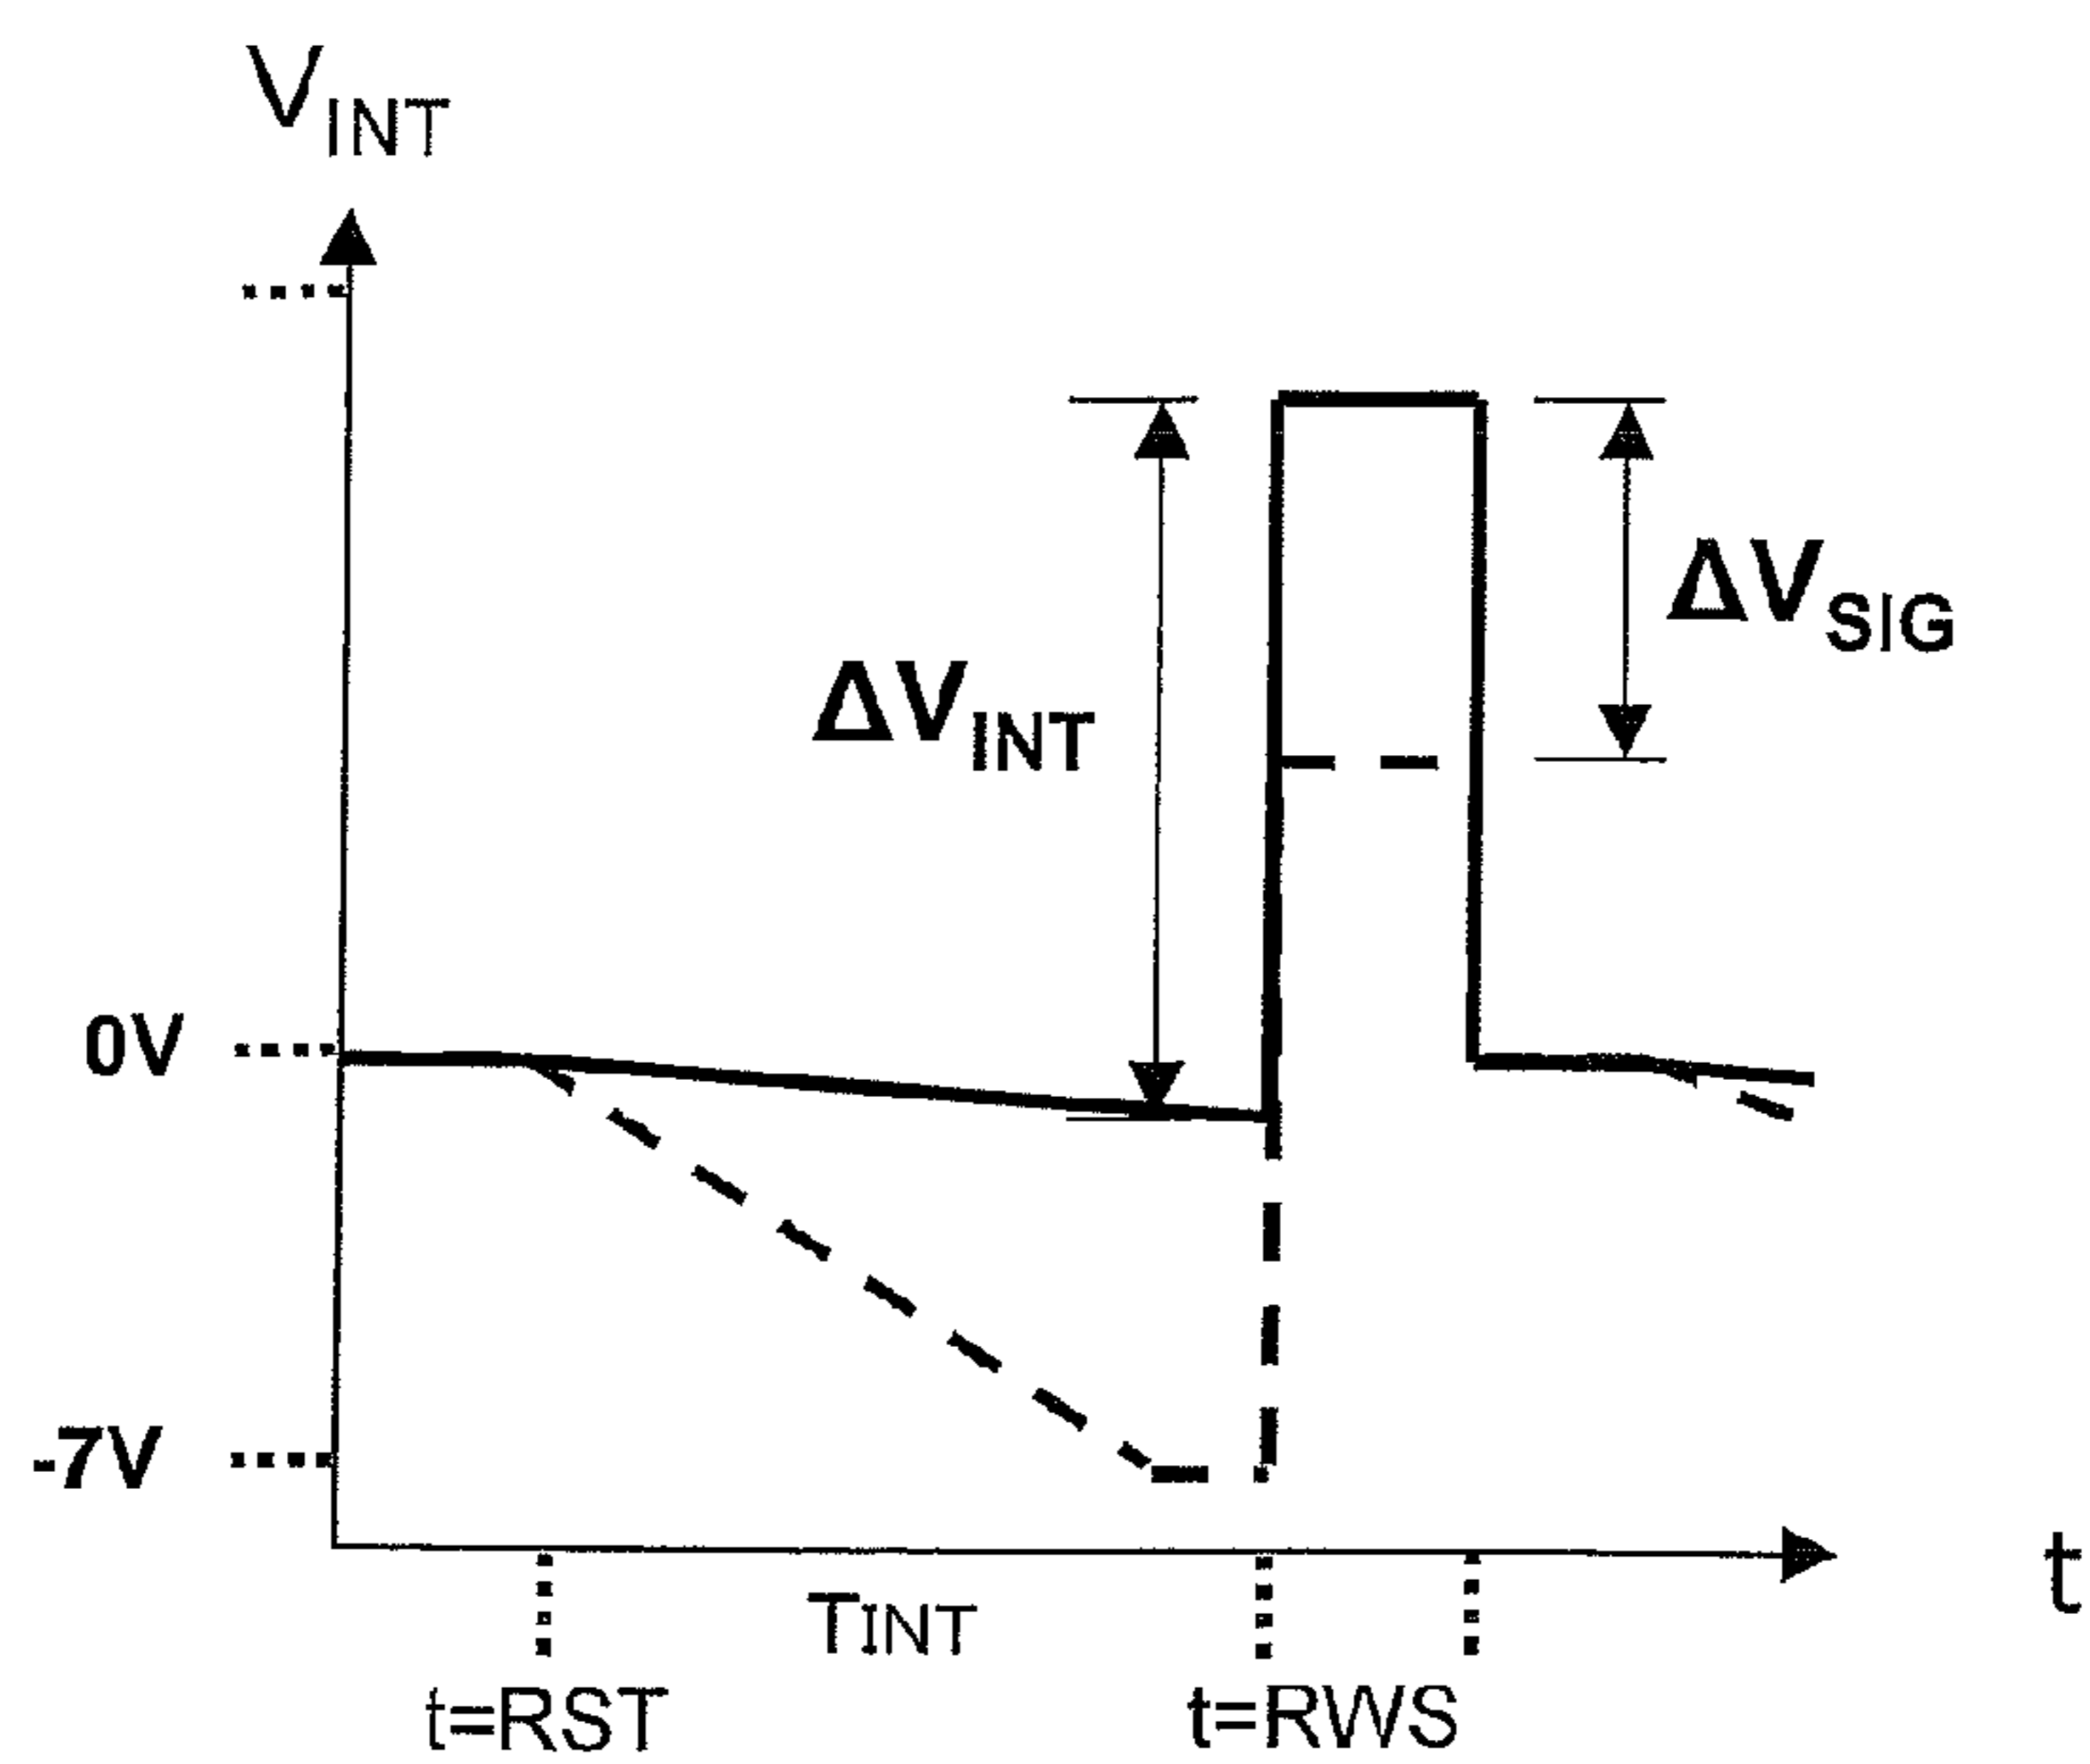 VINT
ΔVSIG
ΔVINT
0V
-7V
t
TINT
t=RST
t=RWS